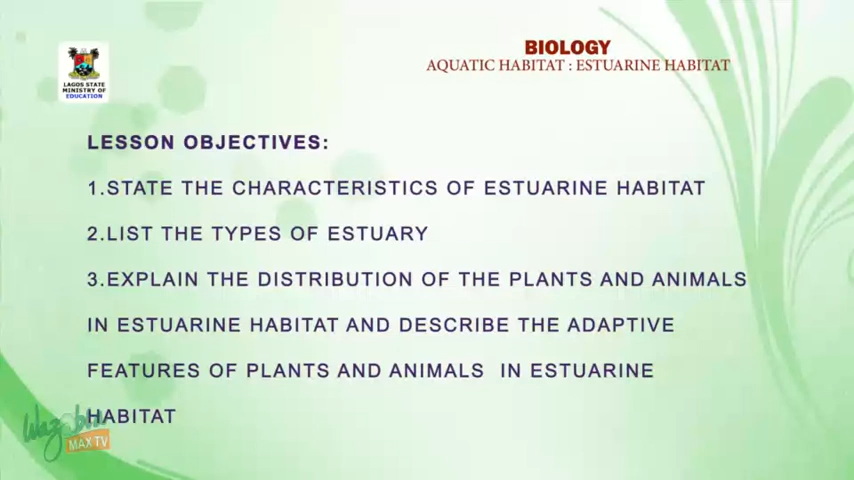 BIOLOGY
AQUATIC HABITAT : ESTUARINE HABITAT
LAGOS STATE
MINISTRY OF
EDUCATION
LESSON OBJECTIVES:
1.STATE THE CHARACTERISTICS OF ESTUARINE HABITAT
2.LIST THE TYPES OF ESTUARY
3.EXPLAIN THE DISTRIBUTION OF THE PLANTS AND ANIMALS
IN ESTUARINE HABITAT AND DESCRIBE THE ADAPTIVE
FEATURES OF PLANTS AND ANIMALS IN ESTUARINE
HABITAT
MAX TV